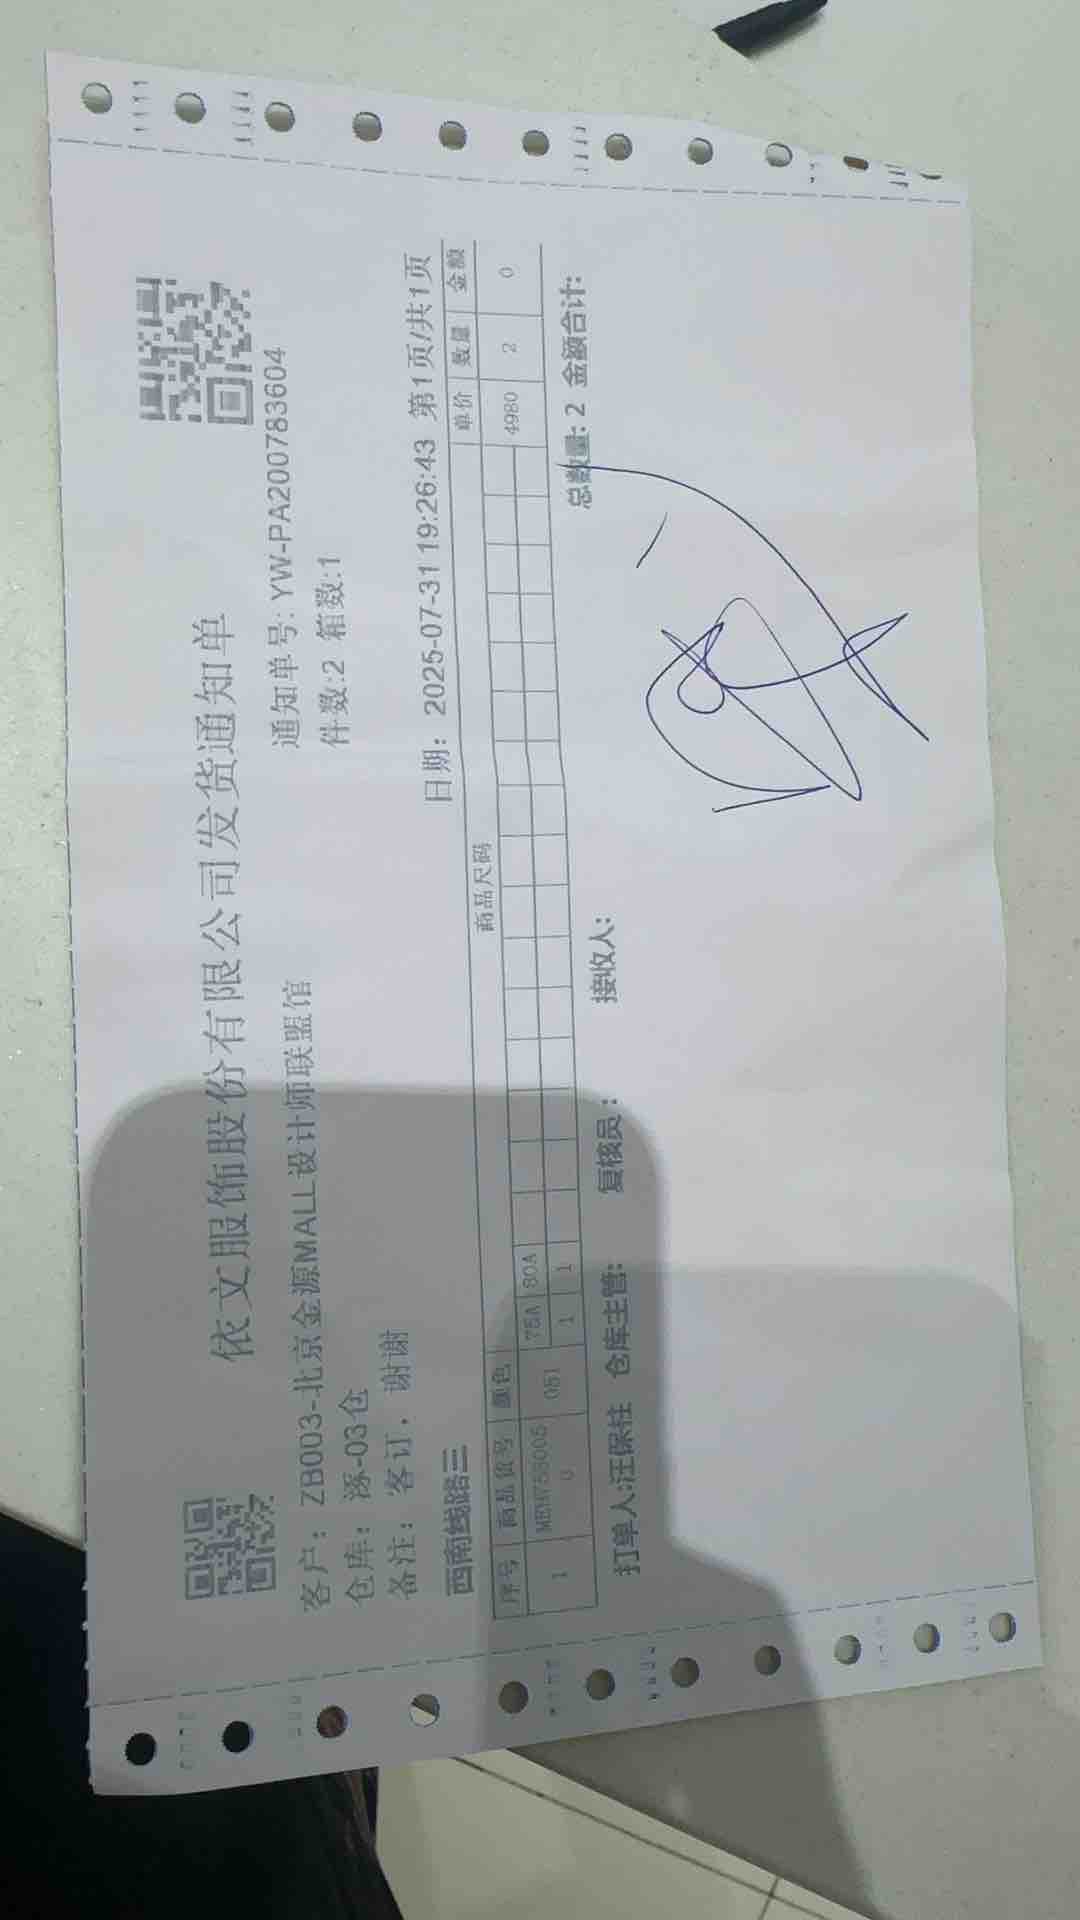 依文服饰股份有限公司发货通知单
客户：ZB003-北京金源MALL设计师联盟馆 通知单号：YW-PA200783604
仓库：涿-03仓 件数:2 箱数:1
备注：客订，谢谢
西南线路三 日期：2025-07-31 19:26:43 第1页/共1页
序号 商品货号 颜色 商品尺码 单价 数量 金额
75A 80A
1 0 051 1 1 4980 2 0
总数量: 2 金额合计:
打单人:汪保柱 仓库主管: 复核员： 接收人: